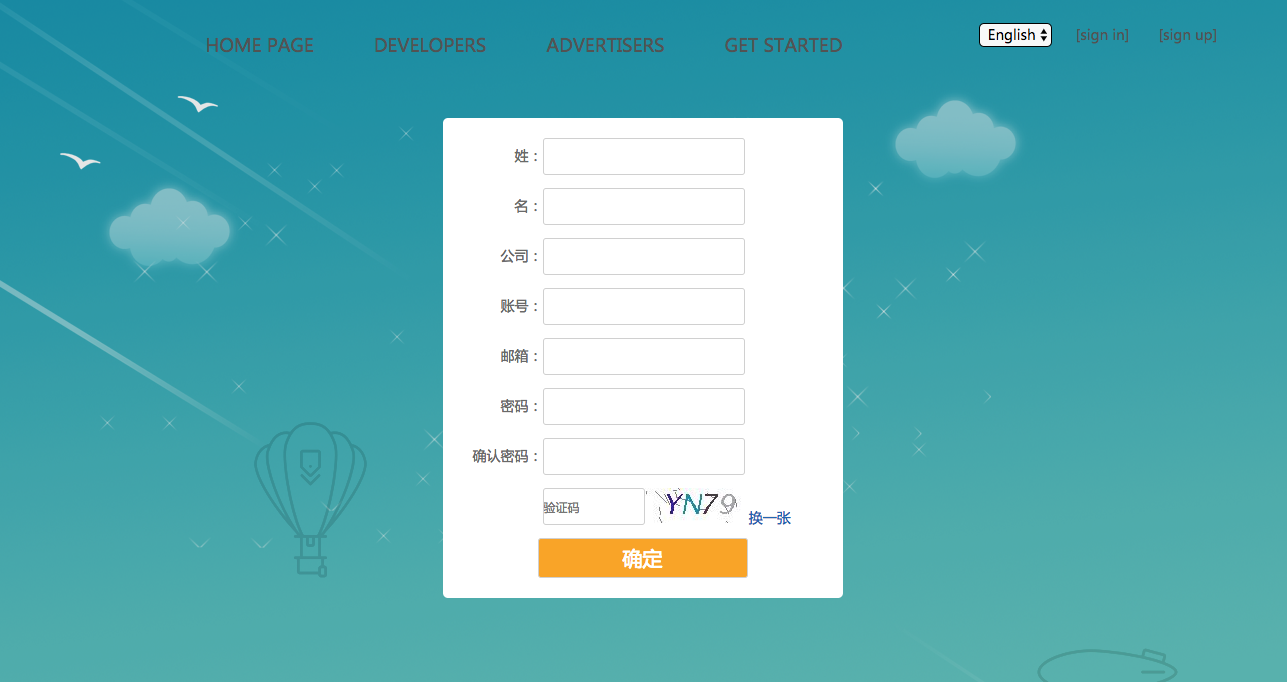 HOME PAGE DEVELOPERS ADVERTISERS GET STARTED English [sign in] [sign up]
姓：
名：
公司：
账号：
邮箱：
密码：
确认密码：
验证码 YN79 换一张
确定